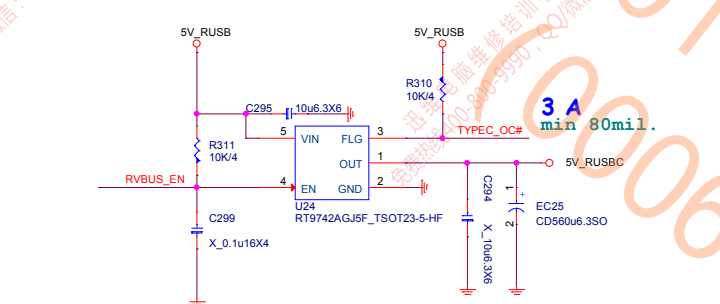 5V_RUSB
5V_RUSB
R310
10K/4
C295
10u6.3X6
3 A
min 80mil.
R311
10K/4
5
VIN
FLG
3
TYPEC_OC#
OUT
1
5V_RUSBC
RVBUS_EN
4
EN
GND
2
U24
RT9742AGJ5F_TSOT23-5-HF
C294
X_10u6.3X6
1
+
2
EC25
CD560u6.3SO
C299
X_0.1u16X4